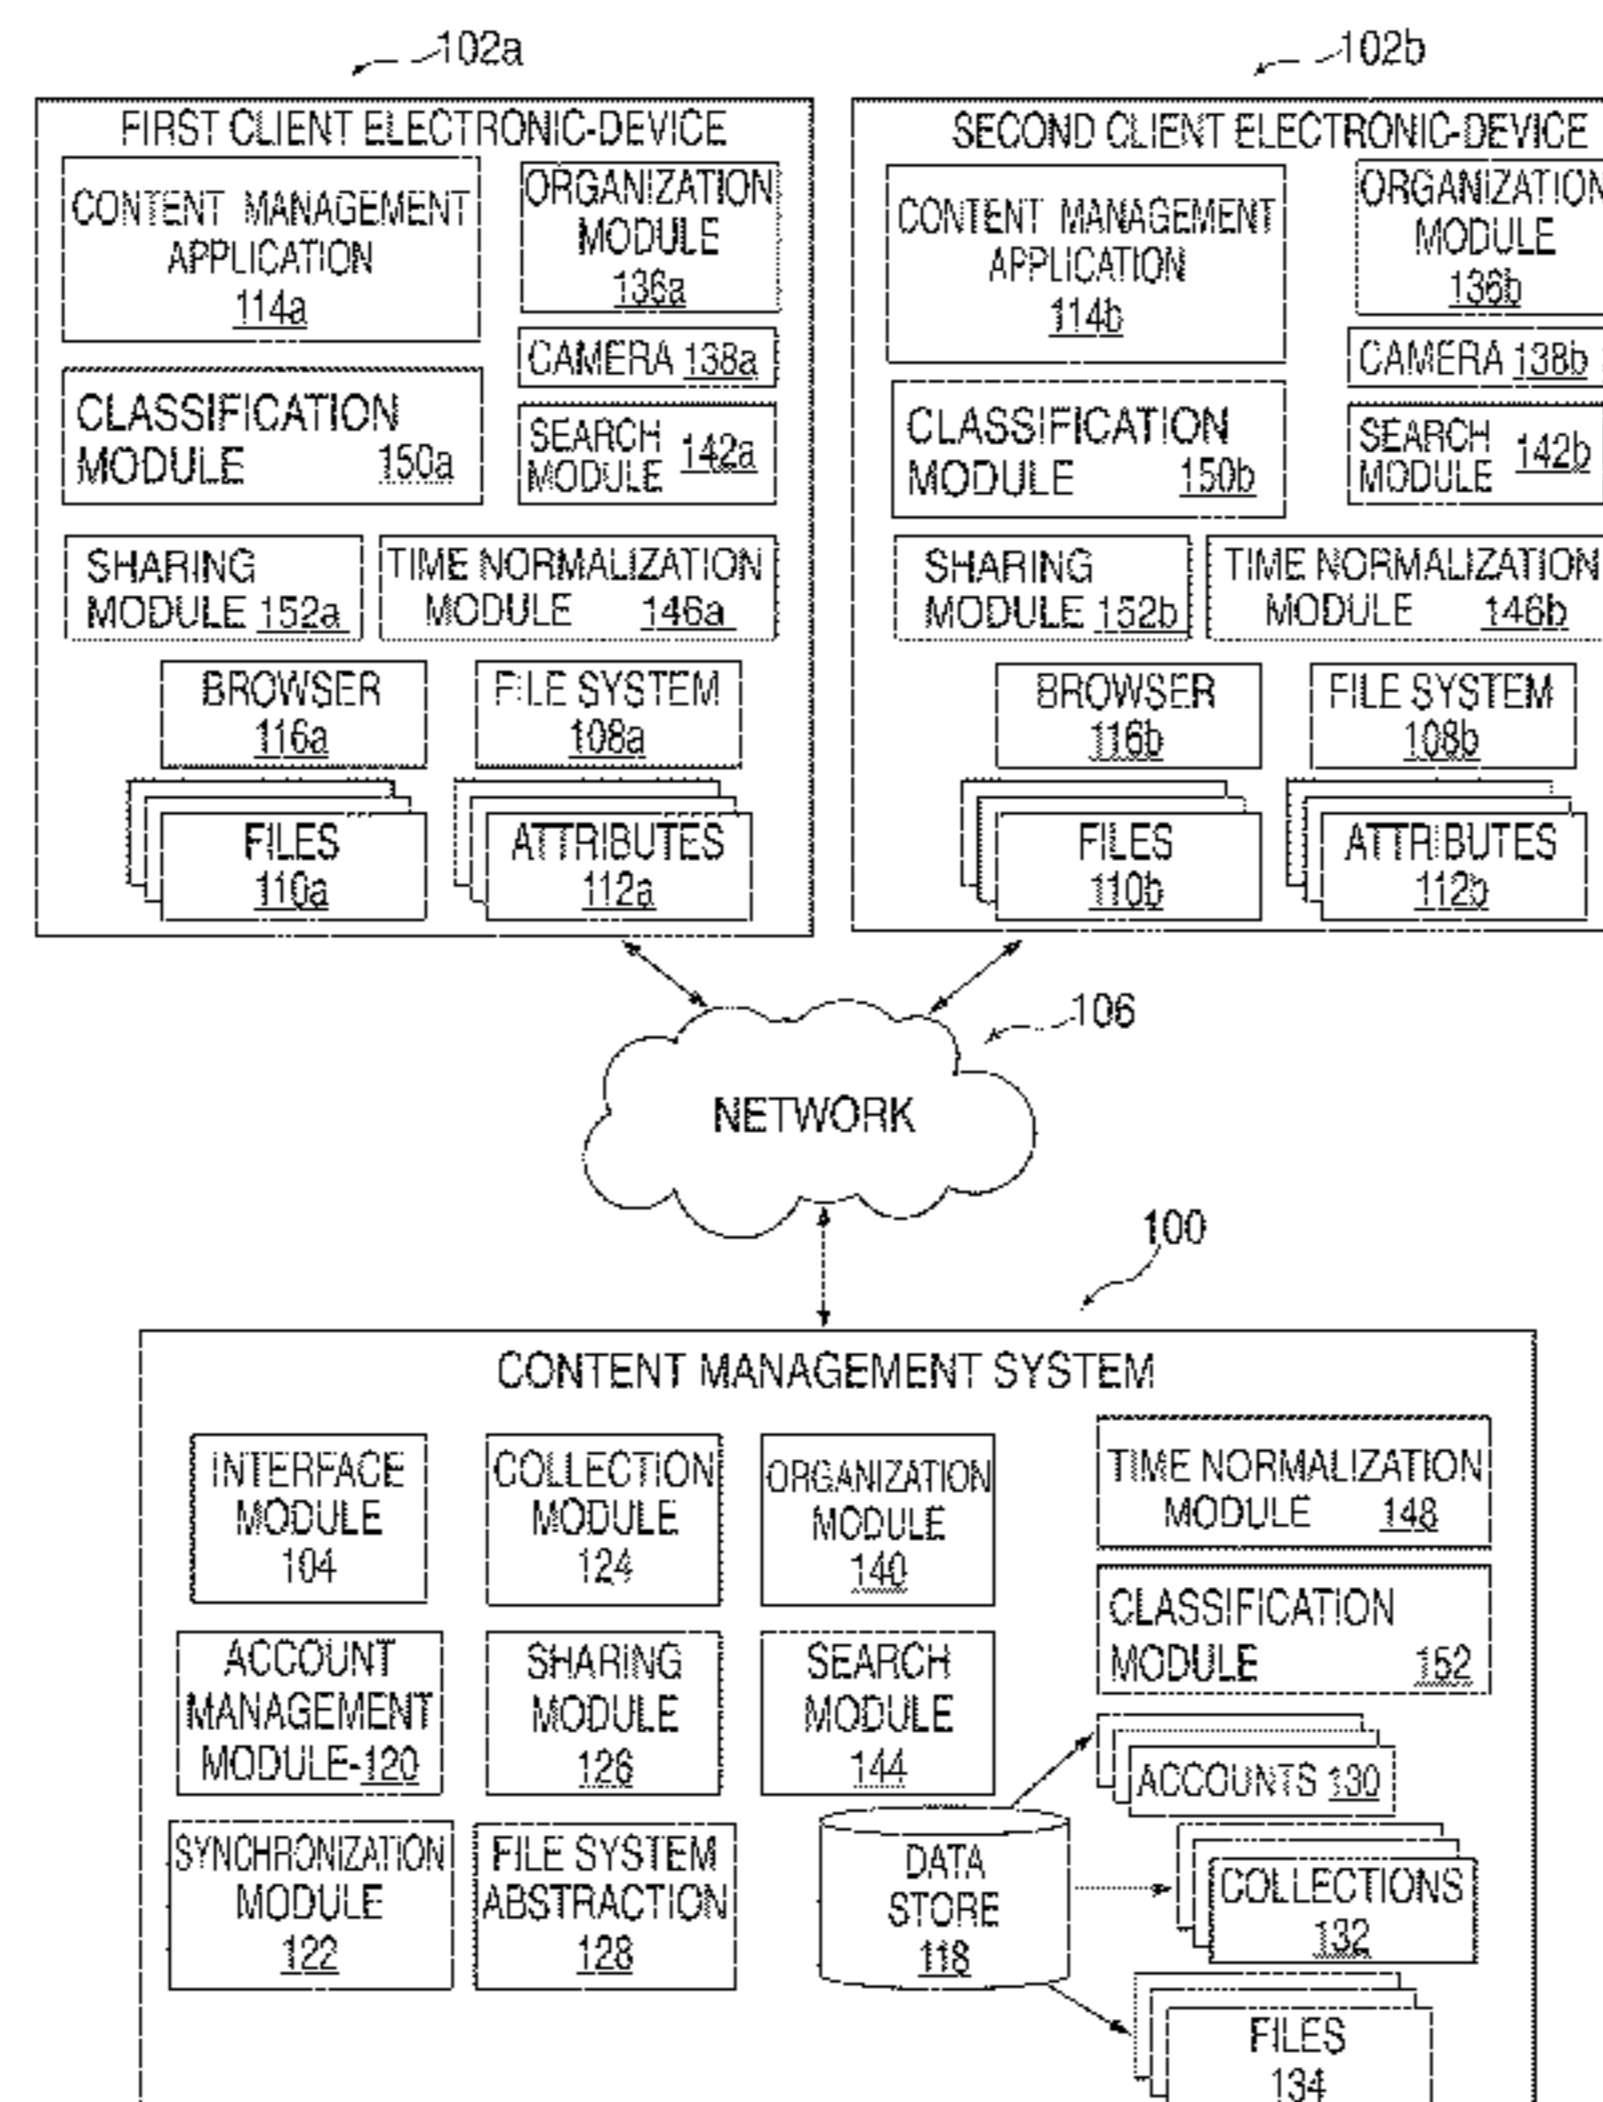 102a
102b
FIRST CLIENT ELECTRONIC-DEVICE
CONTENT MANAGEMENT
APPLICATION
114a
ORGANIZATION
MODULE
136a
CAMERA 138a
CLASSIFICATION
MODULE 150a
SEARCH
MODULE 142a
SHARING
MODULE 152a
TIME NORMALIZATION
MODULE 146a
BROWSER
116a
FILE SYSTEM
108a
FILES
110a
ATTRIBUTES
112a
SECOND CLIENT ELECTRONIC-DEVICE
CONTENT MANAGEMENT
APPLICATION
114b
ORGANIZATION
MODULE
136b
CAMERA 138b
CLASSIFICATION
MODULE 150b
SEARCH
MODULE 142b
SHARING
MODULE 152b
TIME NORMALIZATION
MODULE 146b
BROWSER
116b
FILE SYSTEM
108b
FILES
110b
ATTRIBUTES
112b
106
NETWORK
100
CONTENT MANAGEMENT SYSTEM
INTERFACE
MODULE
104
COLLECTION
MODULE
124
ORGANIZATION
MODULE
140
TIME NORMALIZATION
MODULE 148
CLASSIFICATION
MODULE 152
ACCOUNT
MANAGEMENT
MODULE-120
SHARING
MODULE
126
SEARCH
MODULE
144
ACCOUNTS 130
SYNCHRONIZATION
MODULE
122
FILE SYSTEM
ABSTRACTION
128
DATA
STORE
118
COLLECTIONS
132
FILES
134